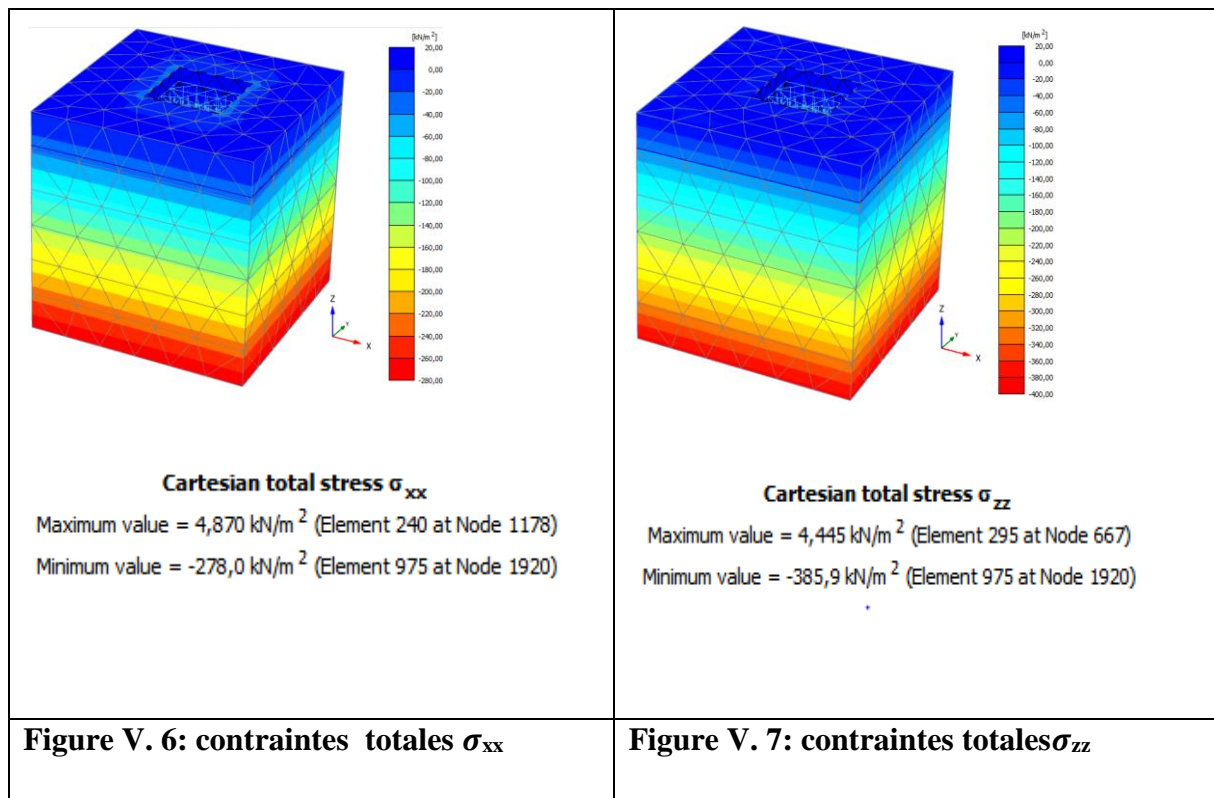 [kN/m²]
20,00
0,00
-20,00
-40,00
-60,00
-80,00
-100,00
-120,00
-140,00
-160,00
-180,00
-200,00
-220,00
-240,00
-260,00
-280,00
Z
Y
X
Cartesian total stress σxx
Maximum value = 4,870 kN/m² (Element 240 at Node 1178)
Minimum value = -278,0 kN/m² (Element 975 at Node 1920)
Figure V. 6: contraintes totales σxx
[kN/m²]
20,00
0,00
-20,00
-40,00
-60,00
-80,00
-100,00
-120,00
-140,00
-160,00
-180,00
-200,00
-220,00
-240,00
-260,00
-280,00
-300,00
-320,00
-340,00
-360,00
-380,00
-400,00
Z
Y
X
Cartesian total stress σzz
Maximum value = 4,445 kN/m² (Element 295 at Node 667)
Minimum value = -385,9 kN/m² (Element 975 at Node 1920)
Figure V. 7: contraintes totalesσzz